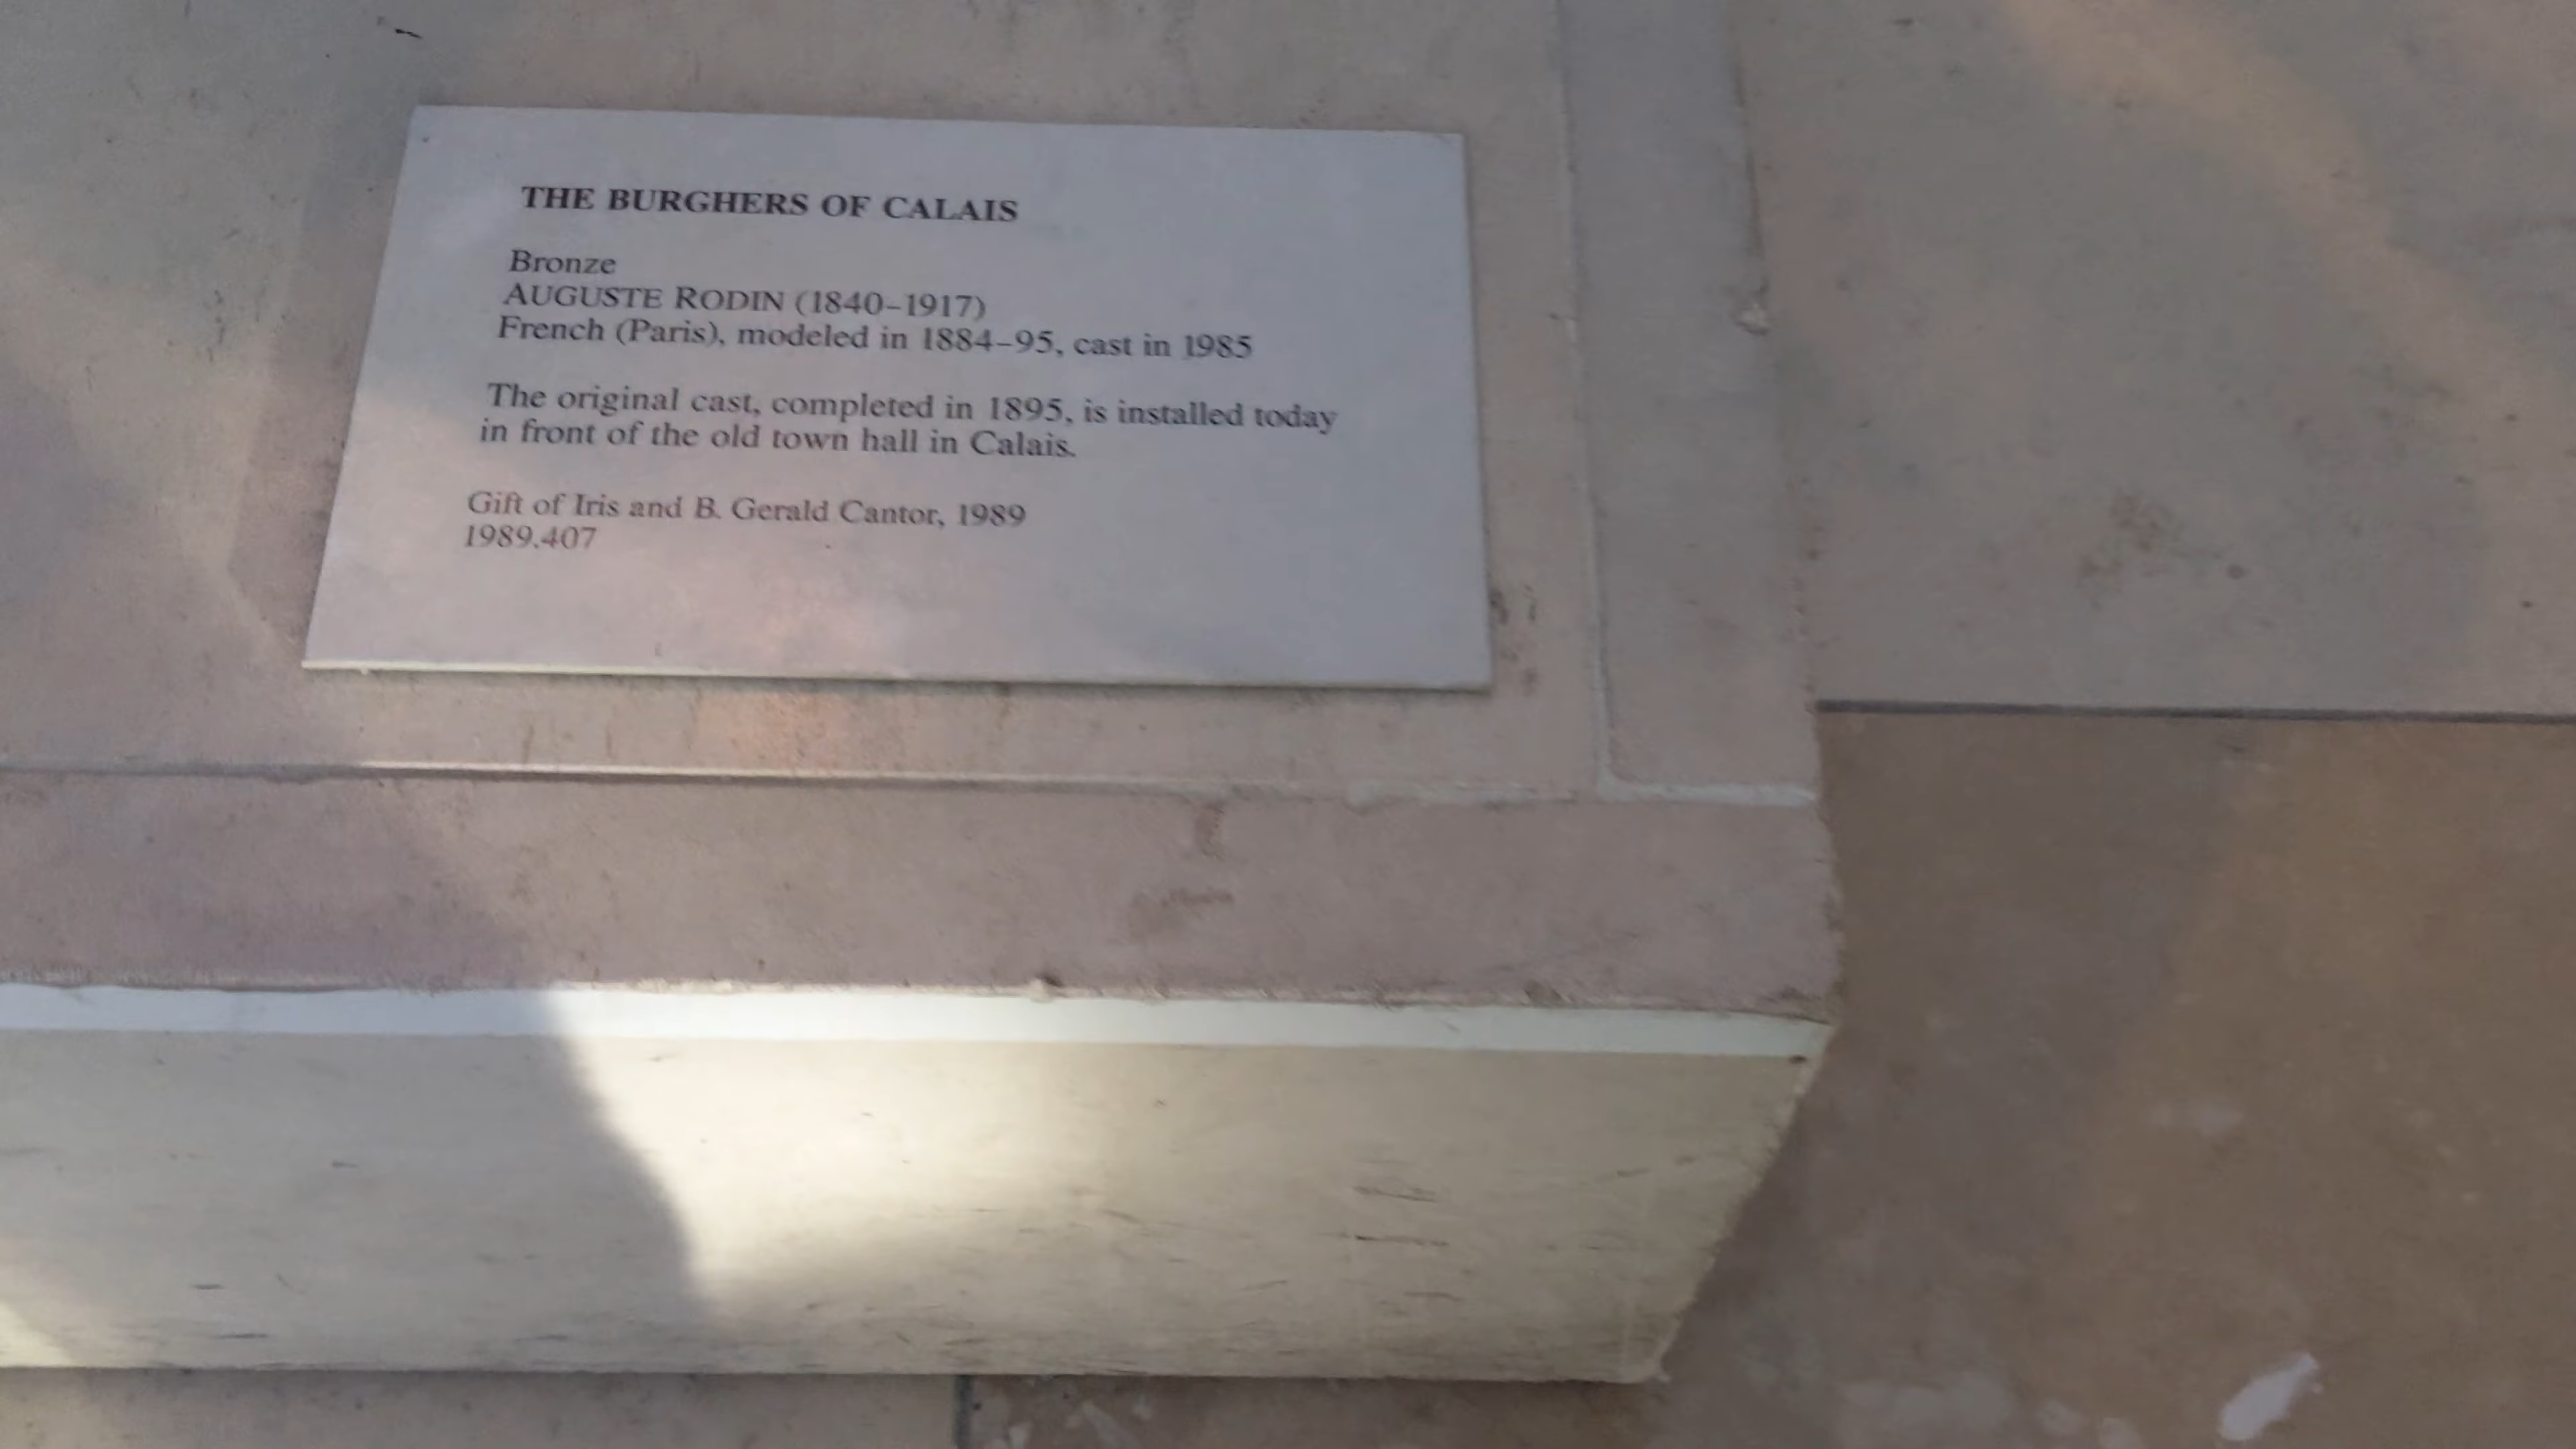 THE BURGHERS OF CALAIS
Bronze
AUGUSTE RODIN (1840–1917)
French (Paris), modeled in 1884–95, cast in 1985
The original cast, completed in 1895, is installed today
in front of the old town hall in Calais.
Gift of Iris and B. Gerald Cantor, 1989
1989.407